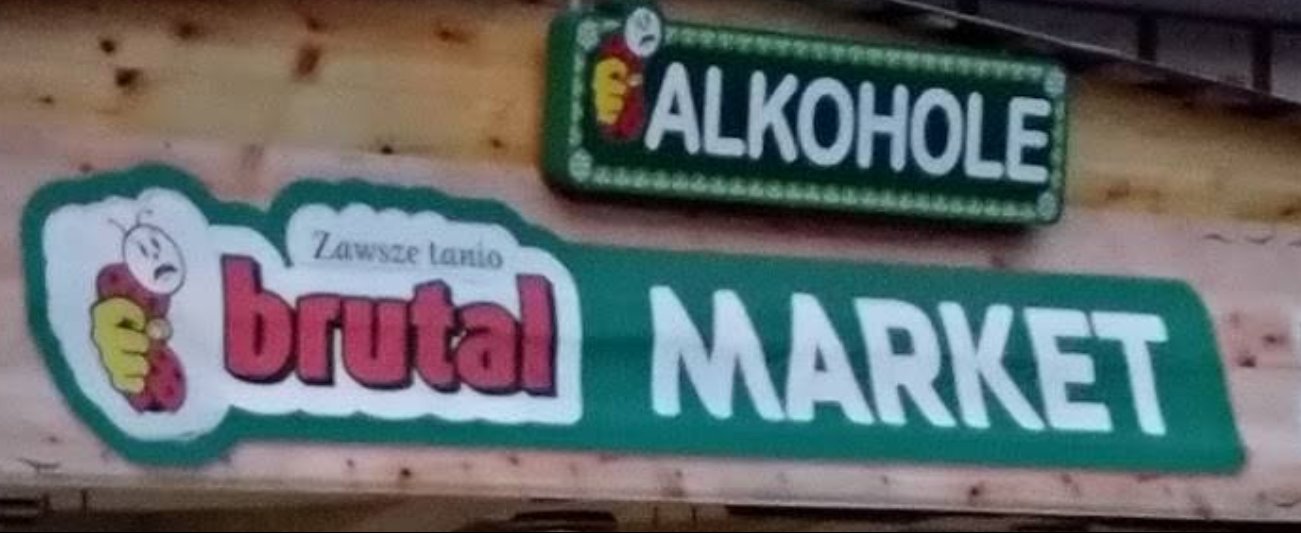 ALKOHOLE
Zawsze tanio
brutal MARKET